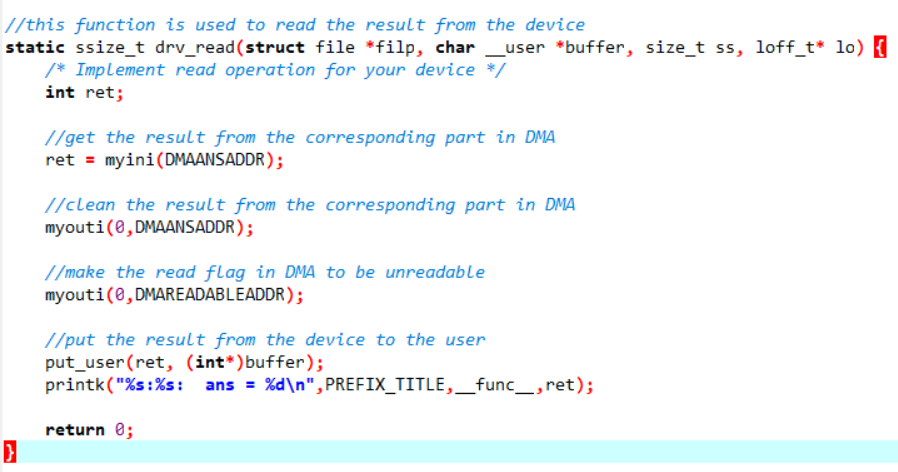 //this function is used to read the result from the device
static ssize_t drv_read(struct file *filp, char __user *buffer, size_t ss, loff_t* lo) {
    /* Implement read operation for your device */
    int ret;

    //get the result from the corresponding part in DMA
    ret = myini(DMAANSADDR);

    //clean the result from the corresponding part in DMA
    myouti(0,DMAANSADDR);

    //make the read flag in DMA to be unreadable
    myouti(0,DMAREADABLEADDR);

    //put the result from the device to the user
    put_user(ret, (int*)buffer);
    printk("%s:%s:  ans = %d\n",PREFIX_TITLE,__func__,ret);

    return 0;
}